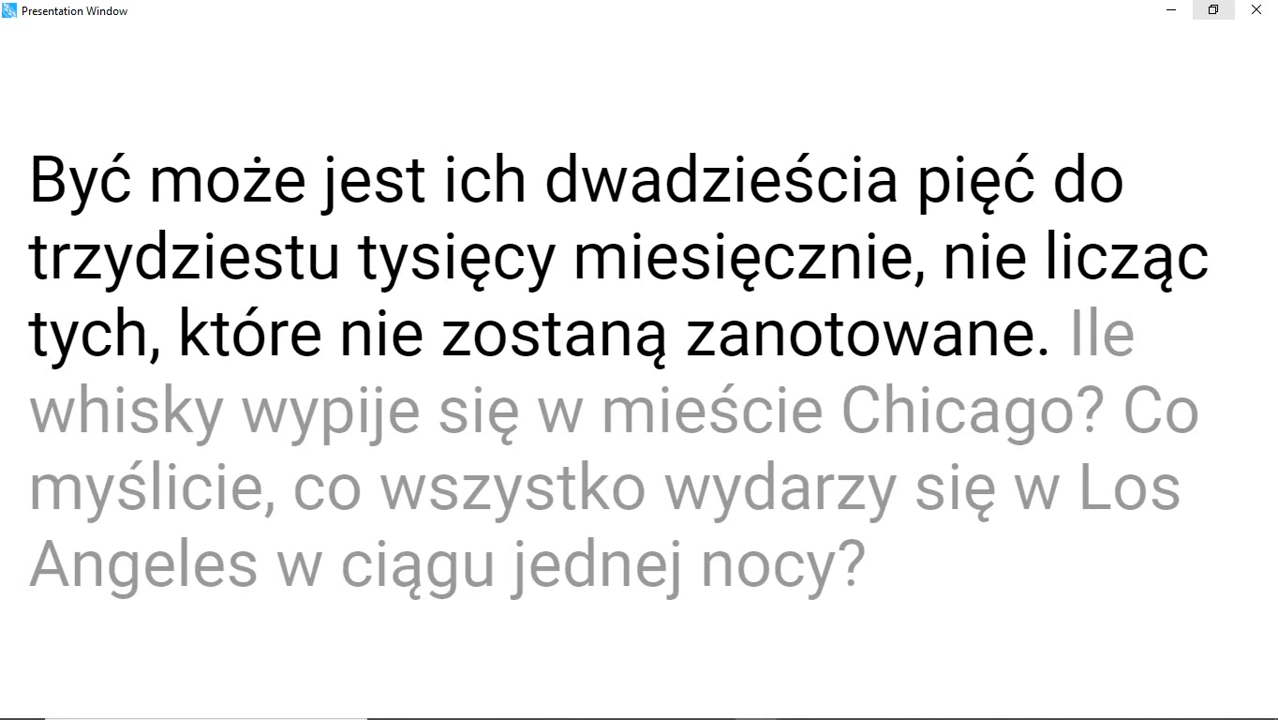 Presentation Window
Być może jest ich dwadzieścia pięć do
trzydziestu tysięcy miesięcznie, nie licząc
tych, które nie zostaną zanotowane. Ile
whisky wypije się w mieście Chicago? Co
myślicie, co wszystko wydarzy się w Los
Angeles w ciągu jednej nocy?